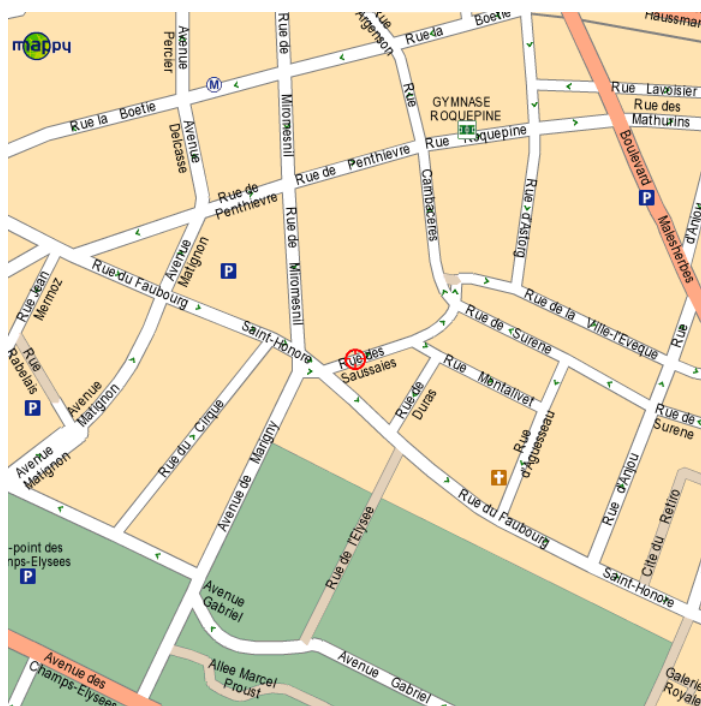 mappy
Avenue
Percier
Rue de
Miromesnil
Rue
Argenson
Rue la Boetie
Haussman
Rue Lavoisier
Rue des
Mathurins
M
Rue la Boetie
Avenue
Delcasse
Rue
Cambaceres
GYMNASE
ROQUEPINE
Rue Roquepine
Boulevard
Malesherbes
P
Rue de Penthievre
Rue de
Penthievre
Rue d'Astorg
Rue d'Anjou
Avenue
Matignon
P
Rue de Miromesnil
Rue du Faubourg
Saint-Honore
Rue Jean
Mermoz
Rue
Rabelais
P
Avenue
Matignon
Avenue
Matignon
Rue de la Ville-l'Eveque
Rue de Surene
Rue des
Saussaies
Rue Montalivet
Rue de
Duras
Rue
d'Aguesseau
Rue de
Surene
Rue du Cirque
Avenue de Marigny
Rue d'Anjou
Rue du Faubourg
Saint-Honore
Cite du Retiro
Rue de l'Elysee
-point des
mps-Elysees
P
Avenue
Gabriel
Avenue Gabriel
Avenue des
Champs-Elysees
Allee Marcel
Proust
Galerie
Royale